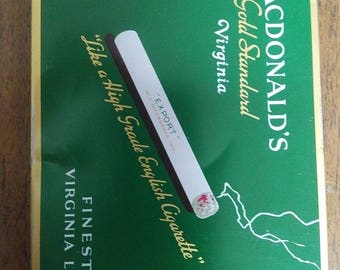 ACDONALD'S
Gold Standard
Virginia
"EXPORT"
"Like a High Grade English Cigarette"
FINEST
VIRGINIA L